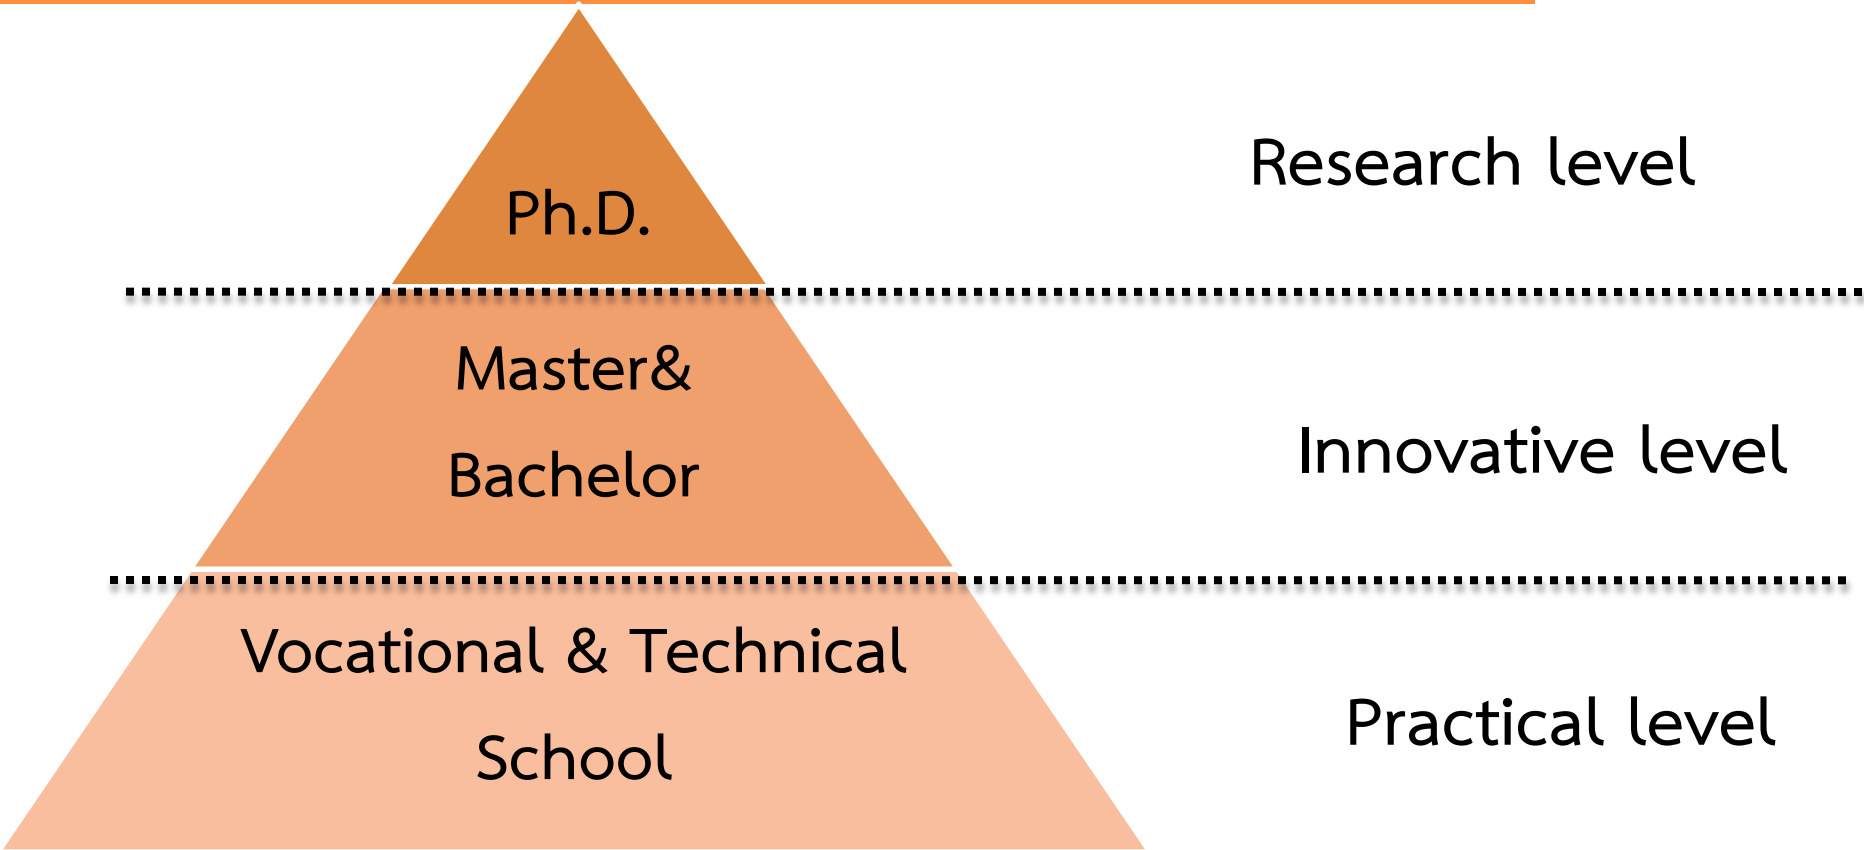 Ph.D.
Research level
Master&
Bachelor
Innovative level
Vocational & Technical
School
Practical level